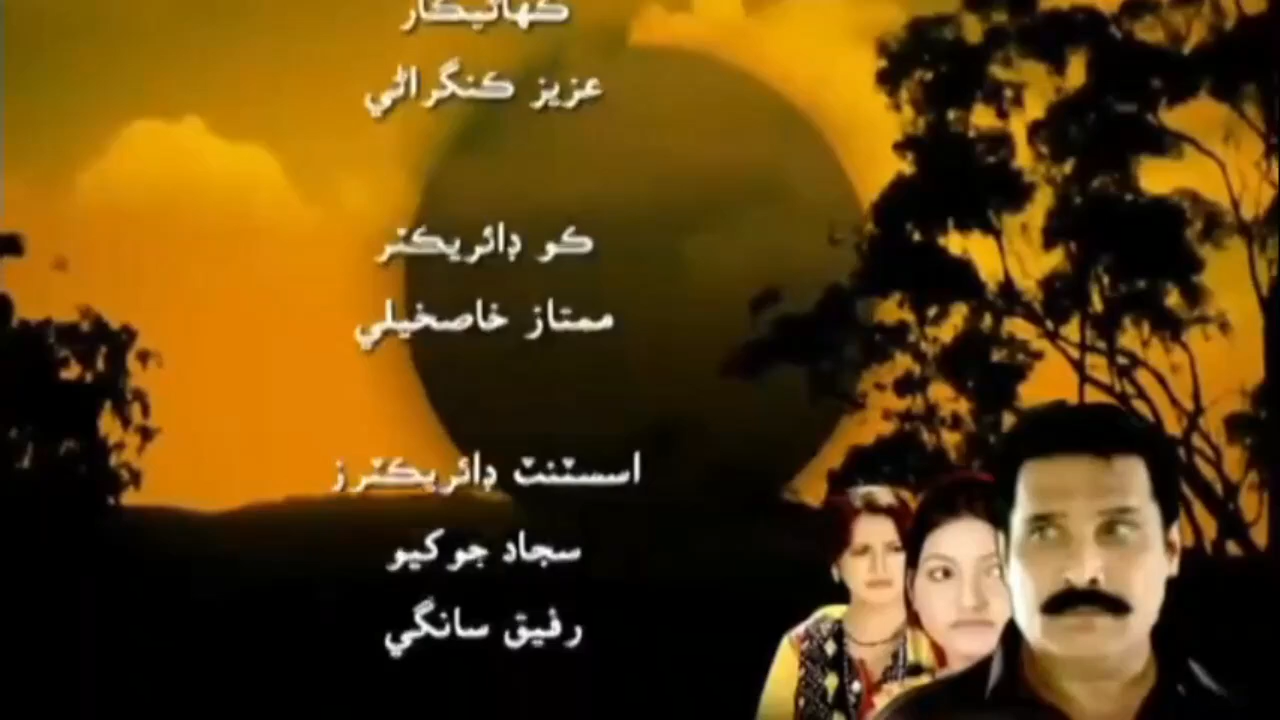 ڪهاڻيڪار
عزيز ڪنگراڻي
ڪو ڊائريڪٽر
ممتاز خاصخيلي
اسسٽنٽ ڊائريڪٽرز
سجاد جوکيو
رفيق سانگي